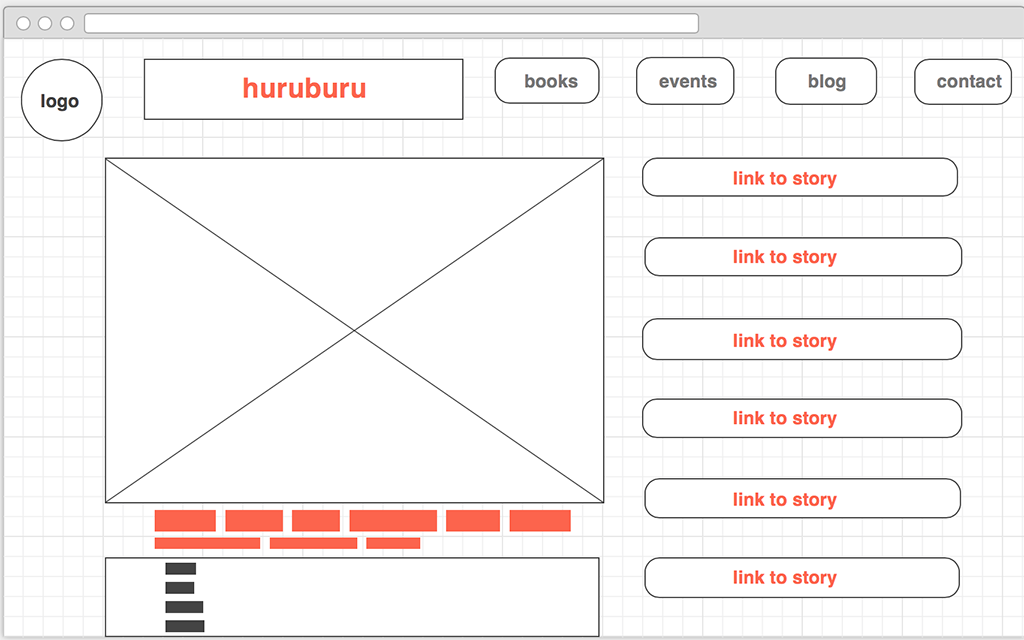 logo
huruburu
books
events
blog
contact
link to story
link to story
link to story
link to story
link to story
link to story